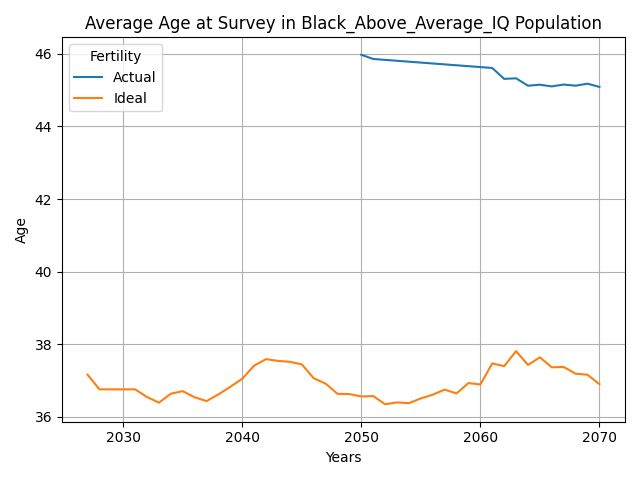 Average Age at Survey in Black_Above_Average_IQ Population
Fertility
Actual
Ideal
46
44
42
40
38
36
Age
2030
2040
2050
2060
2070
Years